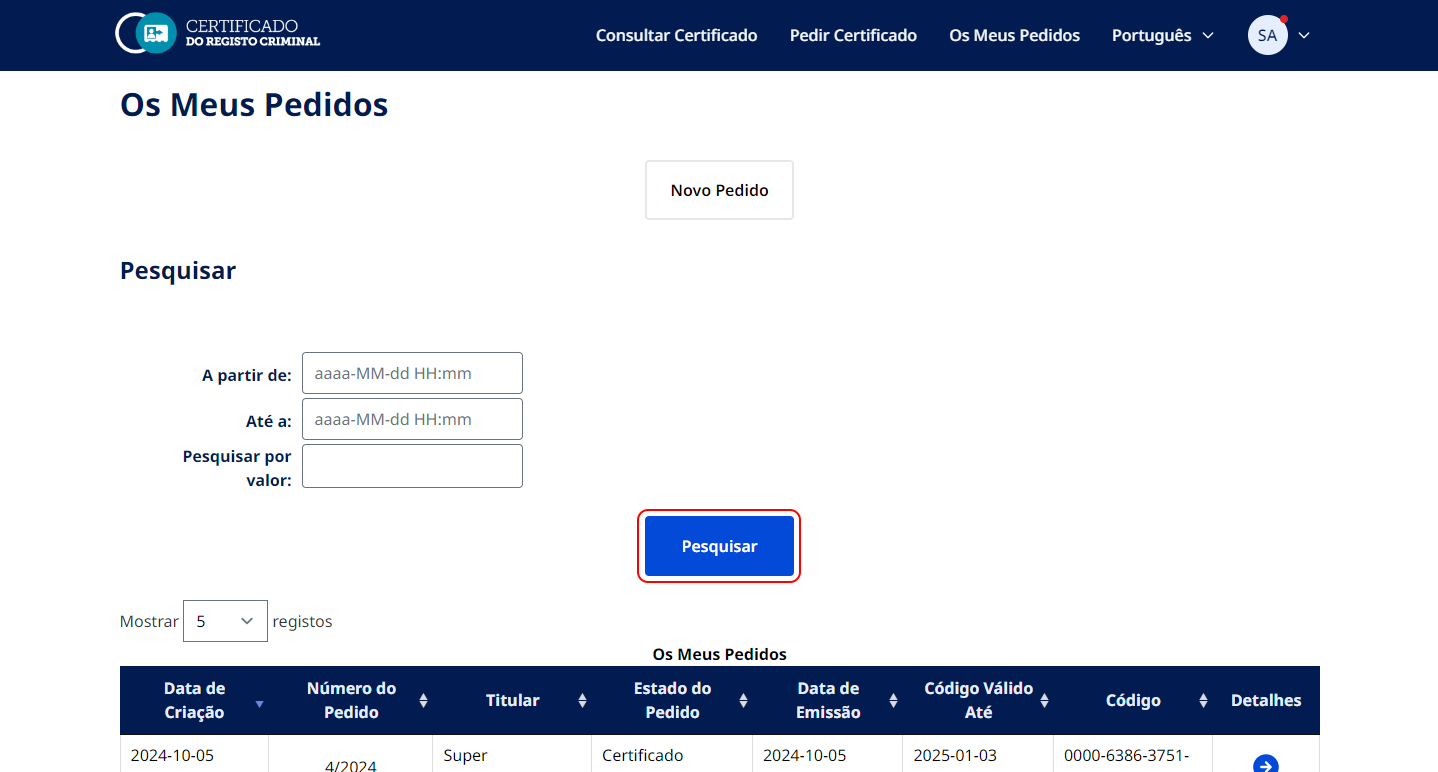 CERTIFICADO
DO REGISTO CRIMINAL
Consultar Certificado
Pedir Certificado
Os Meus Pedidos
Português
SA
Os Meus Pedidos
Novo Pedido
Pesquisar
A partir de:
aaaa-MM-dd HH:mm
Até a:
aaaa-MM-dd HH:mm
Pesquisar por
valor:
Pesquisar
Mostrar 5 registos
Os Meus Pedidos
Data de
Criação
Número do
Pedido
Titular
Estado do
Pedido
Data de
Emissão
Código Válido
Até
Código
Detalhes
2024-10-05
4/2024
Super
Certificado
2024-10-05
2025-01-03
0000-6386-3751-